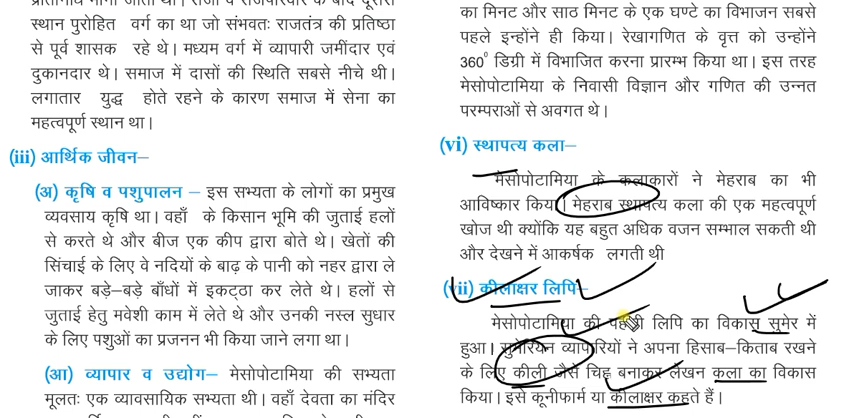 प्रतिनिधि माना जाता था। राजा व राजपरिवार के बाद दूसरा
स्थान पुरोहित वर्ग का था जो संभवतः राजतंत्र की प्रतिष्ठा
से पूर्व शासक रहे थे। मध्यम वर्ग में व्यापारी जमींदार एवं
दुकानदार थे। समाज में दासों की स्थिति सबसे नीचे थी।
लगातार युद्ध होते रहने के कारण समाज में सेना का
महत्वपूर्ण स्थान था।
(iii) आर्थिक जीवन–
(अ) कृषि व पशुपालन – इस सभ्यता के लोगों का प्रमुख
व्यवसाय कृषि था। वहाँ के किसान भूमि की जुताई हलों
से करते थे और बीज एक कीप द्वारा बोते थे। खेतों की
सिंचाई के लिए वे नदियों के बाढ़ के पानी को नहर द्वारा ले
जाकर बड़े–बड़े बाँधों में इकट्ठा कर लेते थे। हलों से
जुताई हेतु मवेशी काम में लेते थे और उनकी नस्ल सुधार
के लिए पशुओं का प्रजनन भी किया जाने लगा था।
(आ) व्यापार व उद्योग– मेसोपोटामिया की सभ्यता
मूलतः एक व्यावसायिक सभ्यता थी। वहाँ देवता का मंदिर
का मिनट और साठ मिनट के एक घण्टे का विभाजन सबसे
पहले इन्होंने ही किया। रेखागणित के वृत्त को उन्होंने
360° डिग्री में विभाजित करना प्रारम्भ किया था। इस तरह
मेसोपोटामिया के निवासी विज्ञान और गणित की उन्नत
परम्पराओं से अवगत थे।
(vi) स्थापत्य कला–
मेसोपोटामिया के कलाकारों ने मेहराब का भी
आविष्कार किया। मेहराब स्थापत्य कला की एक महत्वपूर्ण
खोज थी क्योंकि यह बहुत अधिक वजन सम्भाल सकती थी
और देखने में आकर्षक लगती थी
(vii) कीलाक्षर लिपि–
मेसोपोटामिया की पहली लिपि का विकास सुमेर में
हुआ। सुमेरियन व्यापारियों ने अपना हिसाब–किताब रखने
के लिए कीली जैसे चिह्न बनाकर लेखन कला का विकास
किया। इसे कूनीफार्म या कीलाक्षर कहते हैं।